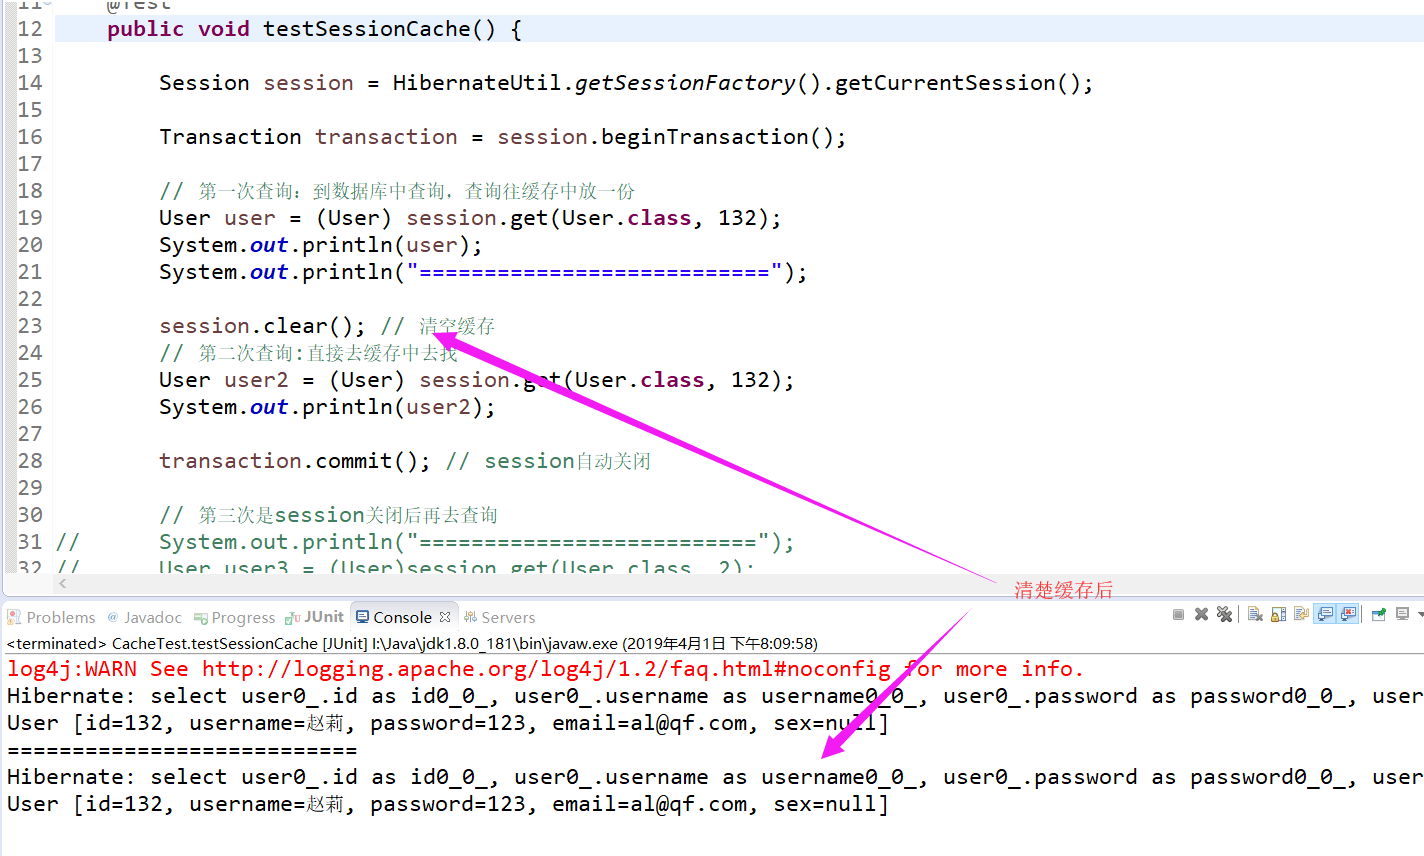 11 @Test
12 public void testSessionCache() {
13
14 Session session = HibernateUtil.getSessionFactory().getCurrentSession();
15
16 Transaction transaction = session.beginTransaction();
17
18 // 第一次查询：到数据库中查询，查询往缓存中放一份
19 User user = (User) session.get(User.class, 132);
20 System.out.println(user);
21 System.out.println("===========================");
22
23 session.clear(); // 清空缓存
24 // 第二次查询:直接去缓存中去找
25 User user2 = (User) session.get(User.class, 132);
26 System.out.println(user2);
27
28 transaction.commit(); // session自动关闭
29
30 // 第三次是session关闭后再去查询
31 // System.out.println("==========================");
32 // User user3 = (User)session.get(User.class, 2);
清楚缓存后
Problems @ Javadoc Progress JUnit Console Servers
<terminated> CacheTest.testSessionCache [JUnit] I:\Java\jdk1.8.0_181\bin\javaw.exe (2019年4月1日 下午8:09:58)
log4j:WARN See http://logging.apache.org/log4j/1.2/faq.html#noconfig for more info.
Hibernate: select user0_.id as id0_0_, user0_.username as username0_0_, user0_.password as password0_0_, user
User [id=132, username=赵莉, password=123, email=al@qf.com, sex=null]
===========================
Hibernate: select user0_.id as id0_0_, user0_.username as username0_0_, user0_.password as password0_0_, user
User [id=132, username=赵莉, password=123, email=al@qf.com, sex=null]